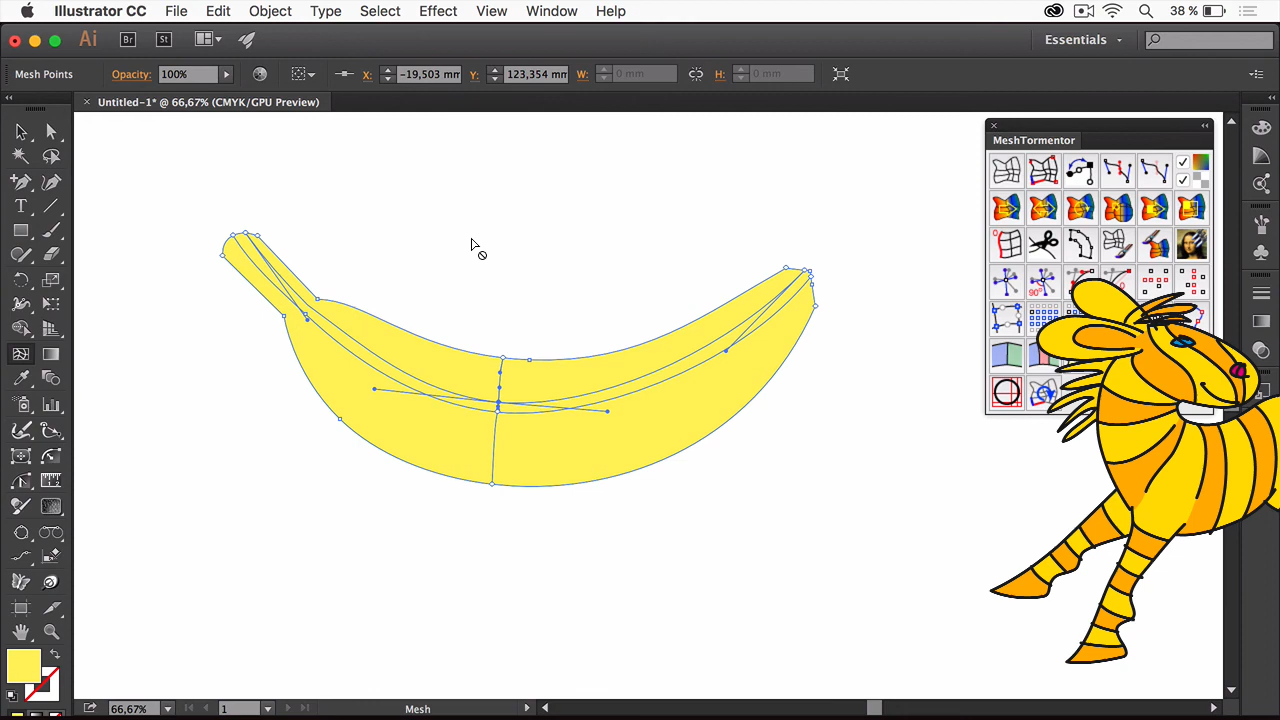 Illustrator CC File Edit Object Type Select Effect View Window Help 38 %
Ai Br St Essentials
Mesh Points Opacity: 100% X: −19,503 mm Y: 123,354 mm W: 0 mm H: 0 mm
Untitled-1* @ 66,67% (CMYK/GPU Preview)
MeshTormentor
T
0
90°
66,67% 1 Mesh